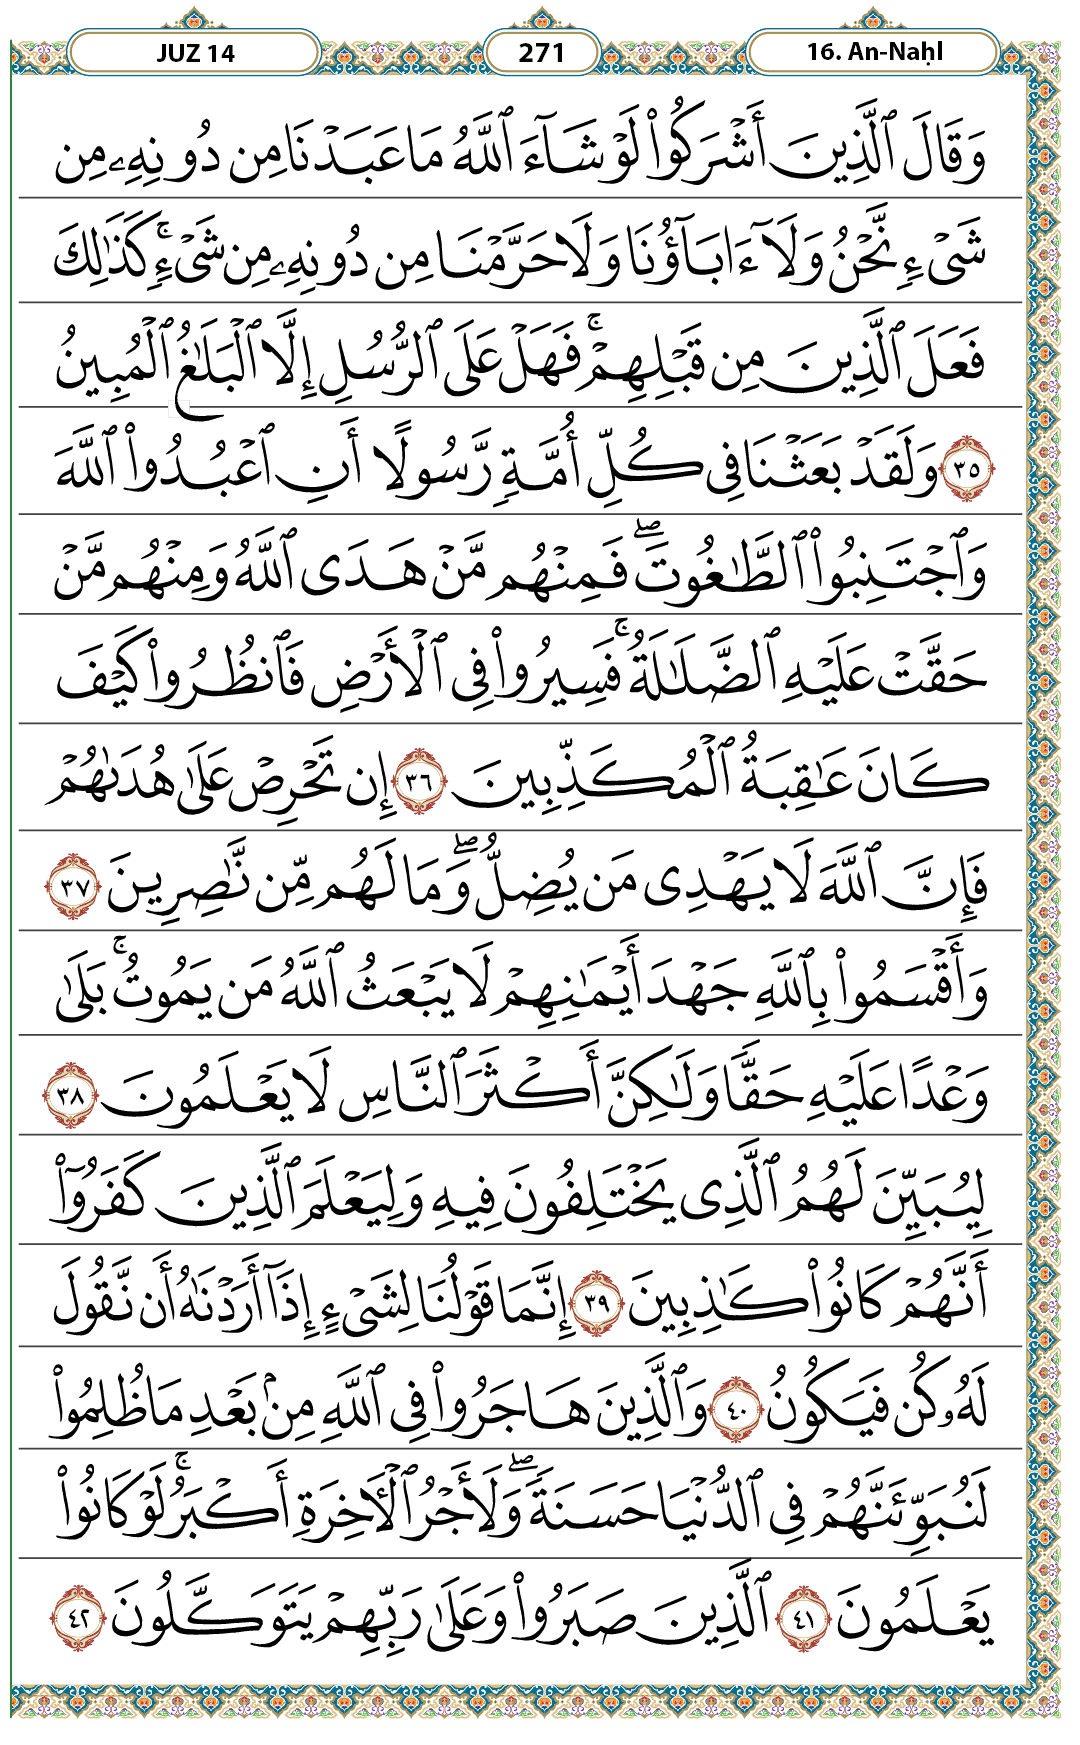 JUZ 14 271 16. An-Naḥl
وَقَالَ ٱلَّذِينَ أَشْرَكُوا۟ لَوْ شَآءَ ٱللَّهُ مَا عَبَدْنَا مِن دُونِهِۦ مِن
شَىْءٍ نَّحْنُ وَلَآ ءَابَآؤُنَا وَلَا حَرَّمْنَا مِن دُونِهِۦ مِن شَىْءٍ ۚ كَذَٰلِكَ
فَعَلَ ٱلَّذِينَ مِن قَبْلِهِمْ ۚ فَهَلْ عَلَى ٱلرُّسُلِ إِلَّا ٱلْبَلَٰغُ ٱلْمُبِينُ
٣٥ وَلَقَدْ بَعَثْنَا فِى كُلِّ أُمَّةٍ رَّسُولًا أَنِ ٱعْبُدُوا۟ ٱللَّهَ
وَٱجْتَنِبُوا۟ ٱلطَّٰغُوتَ ۖ فَمِنْهُم مَّنْ هَدَى ٱللَّهُ وَمِنْهُم مَّنْ
حَقَّتْ عَلَيْهِ ٱلضَّلَٰلَةُ ۚ فَسِيرُوا۟ فِى ٱلْأَرْضِ فَٱنظُرُوا۟ كَيْفَ
كَانَ عَٰقِبَةُ ٱلْمُكَذِّبِينَ ٣٦ إِن تَحْرِصْ عَلَىٰ هُدَىٰهُمْ
فَإِنَّ ٱللَّهَ لَا يَهْدِى مَن يُضِلُّ ۖ وَمَا لَهُم مِّن نَّٰصِرِينَ ٣٧
وَأَقْسَمُوا۟ بِٱللَّهِ جَهْدَ أَيْمَٰنِهِمْ لَا يَبْعَثُ ٱللَّهُ مَن يَمُوتُ ۚ بَلَىٰ
وَعْدًا عَلَيْهِ حَقًّا وَلَٰكِنَّ أَكْثَرَ ٱلنَّاسِ لَا يَعْلَمُونَ ٣٨
لِيُبَيِّنَ لَهُمُ ٱلَّذِى يَخْتَلِفُونَ فِيهِ وَلِيَعْلَمَ ٱلَّذِينَ كَفَرُوٓا۟
أَنَّهُمْ كَانُوا۟ كَٰذِبِينَ ٣٩ إِنَّمَا قَوْلُنَا لِشَىْءٍ إِذَآ أَرَدْنَٰهُ أَن نَّقُولَ
لَهُۥ كُن فَيَكُونُ ٤٠ وَٱلَّذِينَ هَاجَرُوا۟ فِى ٱللَّهِ مِنۢ بَعْدِ مَا ظُلِمُوا۟
لَنُبَوِّئَنَّهُمْ فِى ٱلدُّنْيَا حَسَنَةً ۖ وَلَأَجْرُ ٱلْءَاخِرَةِ أَكْبَرُ ۚ لَوْ كَانُوا۟
يَعْلَمُونَ ٤١ ٱلَّذِينَ صَبَرُوا۟ وَعَلَىٰ رَبِّهِمْ يَتَوَكَّلُونَ ٤٢